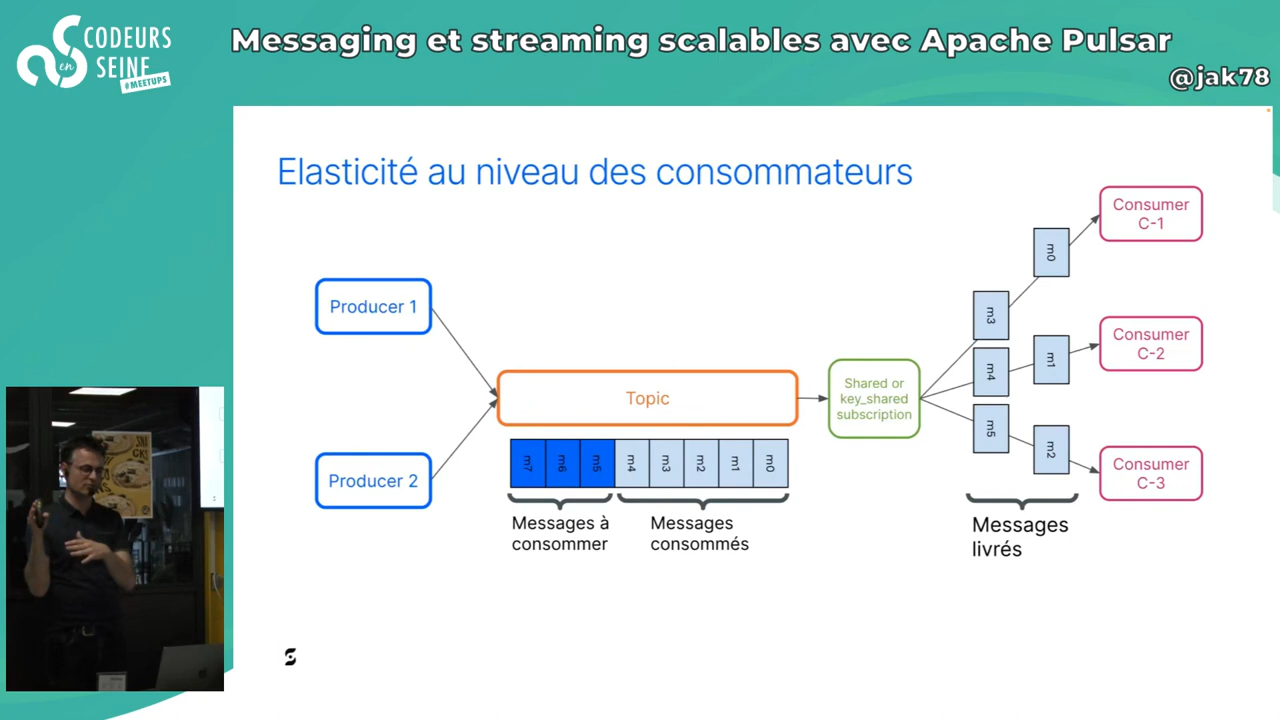 CODEURS
en
SEINE
#MEETUPS
Messaging et streaming scalables avec Apache Pulsar
@jak78
Elasticité au niveau des consommateurs
Producer 1
Producer 2
Topic
m7 m6 m5 m4 m3 m2 m1 m0
Messages à
consommer
Messages
consommés
Shared or
key_shared
subscription
m3
m0
m4
m1
m5
m2
Messages
livrés
Consumer
C-1
Consumer
C-2
Consumer
C-3